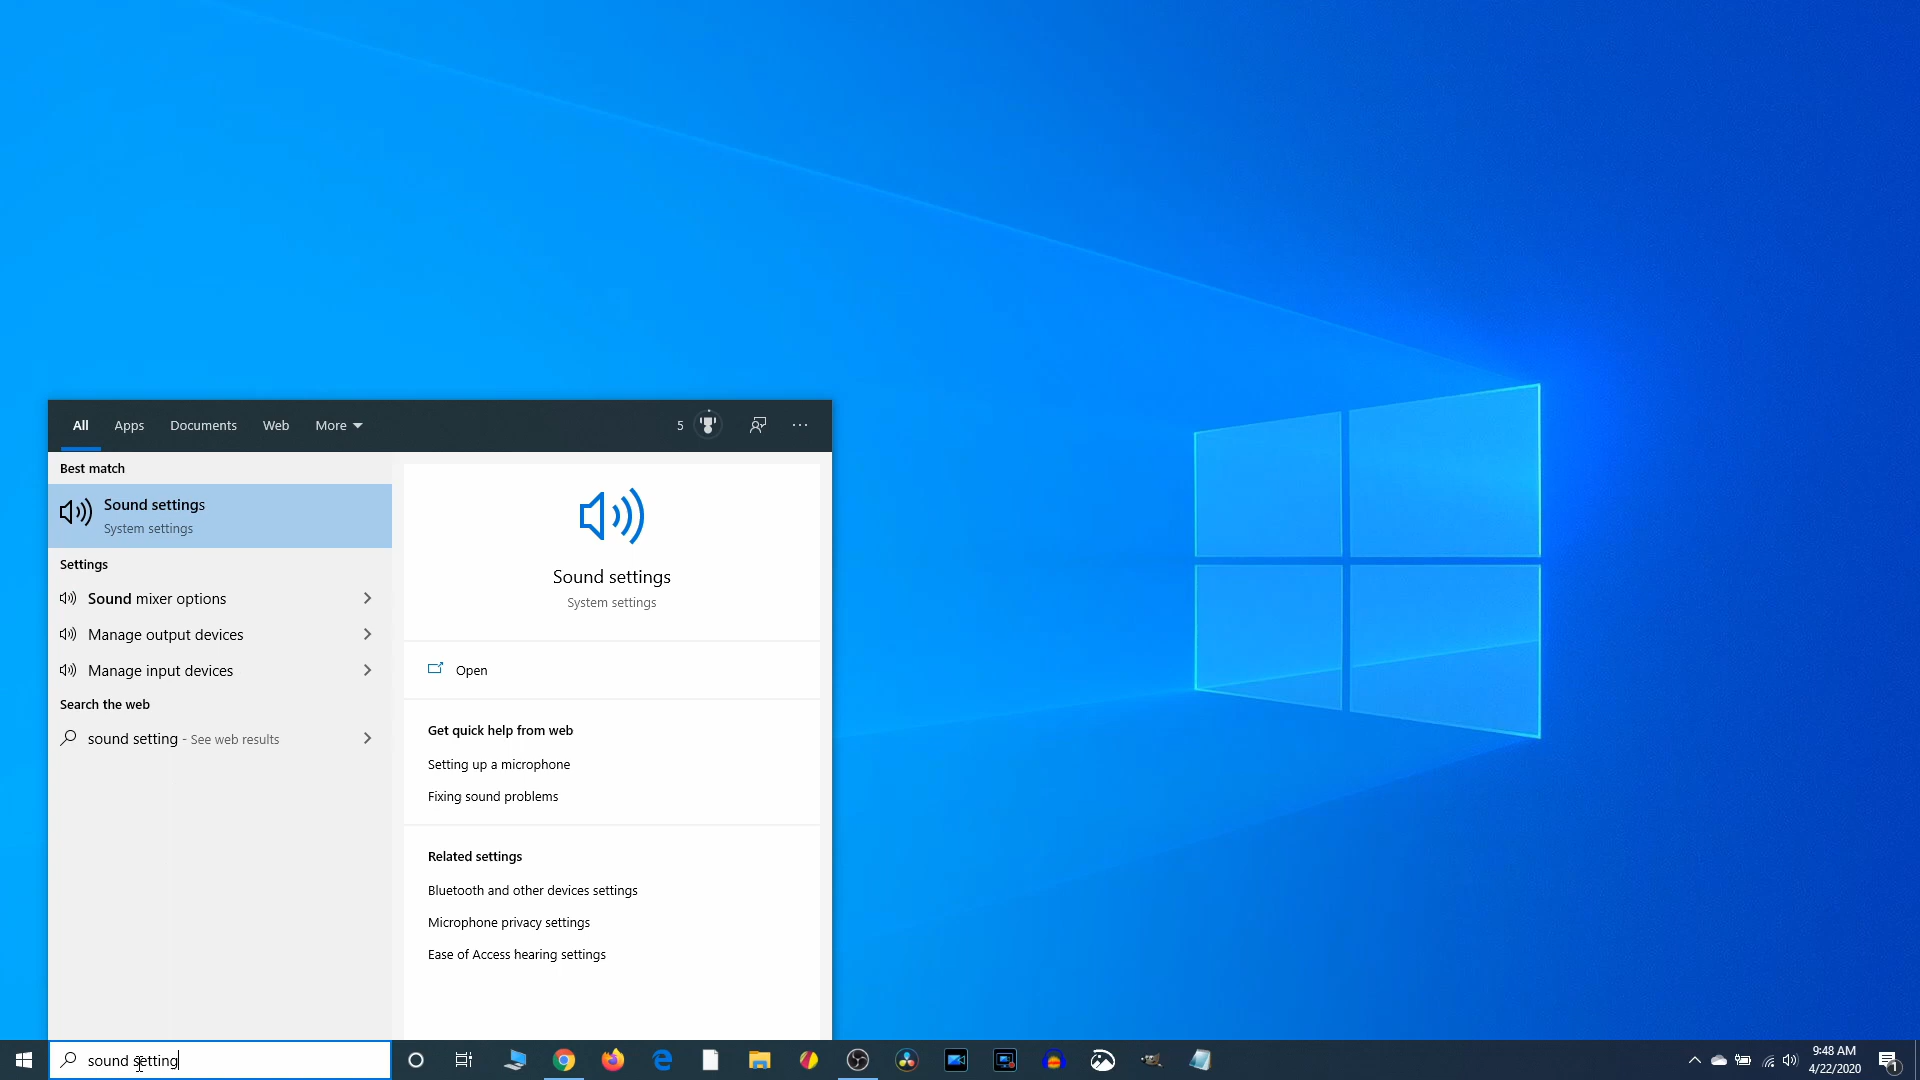 All Apps Documents Web More 5 ...
Best match
Sound settings
System settings
Settings
Sound mixer options
Manage output devices
Manage input devices
Search the web
sound setting - See web results
Sound settings
System settings
Open
Get quick help from web
Setting up a microphone
Fixing sound problems
Related settings
Bluetooth and other devices settings
Microphone privacy settings
Ease of Access hearing settings
sound setting
9:48 AM
4/22/2020
1